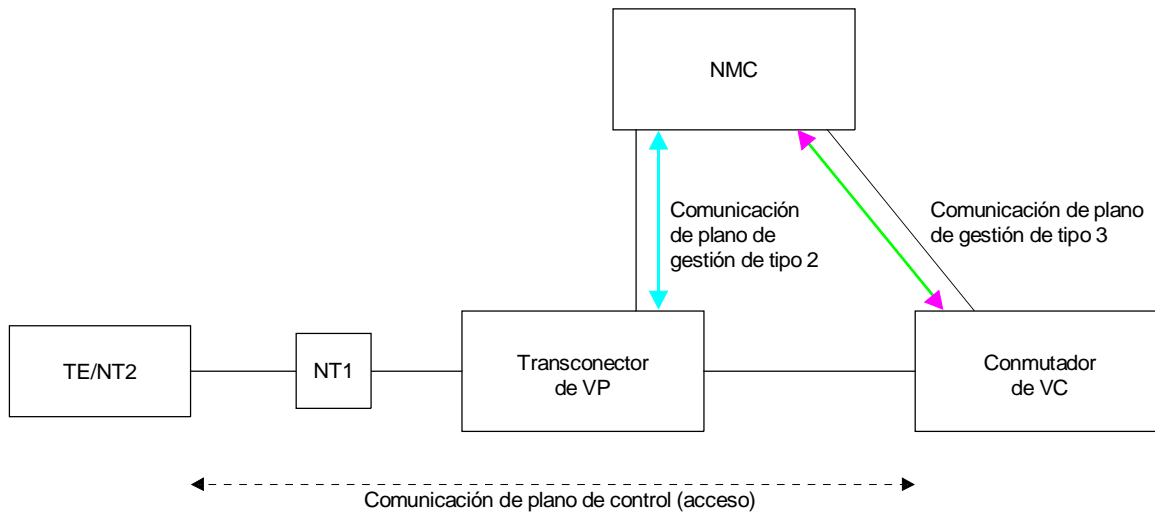 NMC
Comunicación
de plano de
gestión de tipo 2
Comunicación de plano
de gestión de tipo 3
TE/NT2
NT1
Transconector
de VP
Conmutador
de VC
Comunicación de plano de control (acceso)